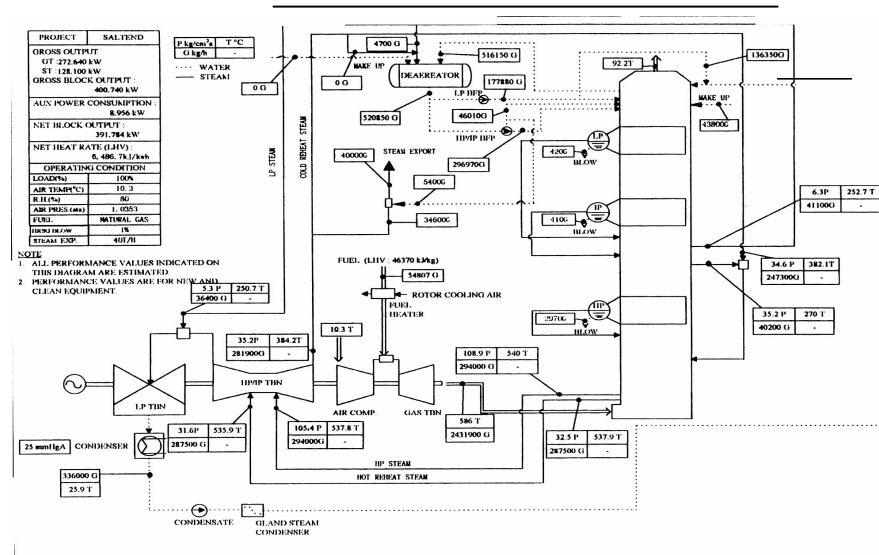 PROJECT SALTEND
GROSS OUTPUT
GT :272.640 kW
ST :128.100 kW
GROSS BLOCK OUTPUT :
400.740 kW
AUX POWER CONSUMPTION :
8.956 kW
NET BLOCK OUTPUT :
391.784 kW
NET HEAT RATE (LHV) :
6, 486. 7kJ/kwh
OPERATING CONDITION
LOAD(%) 100%
AIR TEMP(°C) 10. 3
R.H.(%) 80
AIR PRES.(ata) 1. 0353
FUEL NATURAL GAS
HRSG BLOW 1%
STEAM EXP. 40T/H
NOTE
1. ALL PERFORMANCE VALUES INDICATED ON
THIS DIAGRAM ARE ESTIMATED.
2 PERFORMANCE VALUES ARE FOR NEW AND
CLEAN EQUIPMENT.
P kg/cm²a T °C
G kg/h -
WATER
STEAM
0 G
MAKE UP
0 G
4700 G
DEAEREATOR
516150 G
177880 G
LP BFP
520850 G
46010G
HP/IP BFP
296970G
92.2T
136350G
MAKE UP
43800G
LP STEAM
COLD REHEAT STEAM
40000G
STEAM EXPORT
5400G
34600G
LP
420G
BLOW
IP
410G
BLOW
HP
2970G
BLOW
6.3P 252.7 T
41100G -
34.6 P 382.1T
247300G -
35.2 P 270 T
40200 G -
FUEL (LHV : 46370 kJ/kg)
54807 G
ROTOR COOLING AIR
FUEL
HEATER
5.3 P 250.7 T
36400 G -
35.2P 384.2T
281900G -
10.3 T
108.9 P 540 T
294000 G -
LP TBN
HP/IP TBN
AIR COMP.
GAS TBN
586 T
2431900 G
31.6P 535.9 T
287500 G -
105.4 P 537.8 T
294000G -
32.5 P 537.9 T
287500 G -
25 mmHgA
CONDENSER
HP STEAM
HOT REHEAT STEAM
336000 G
25.9 T
CONDENSATE
GLAND STEAM
CONDENSER